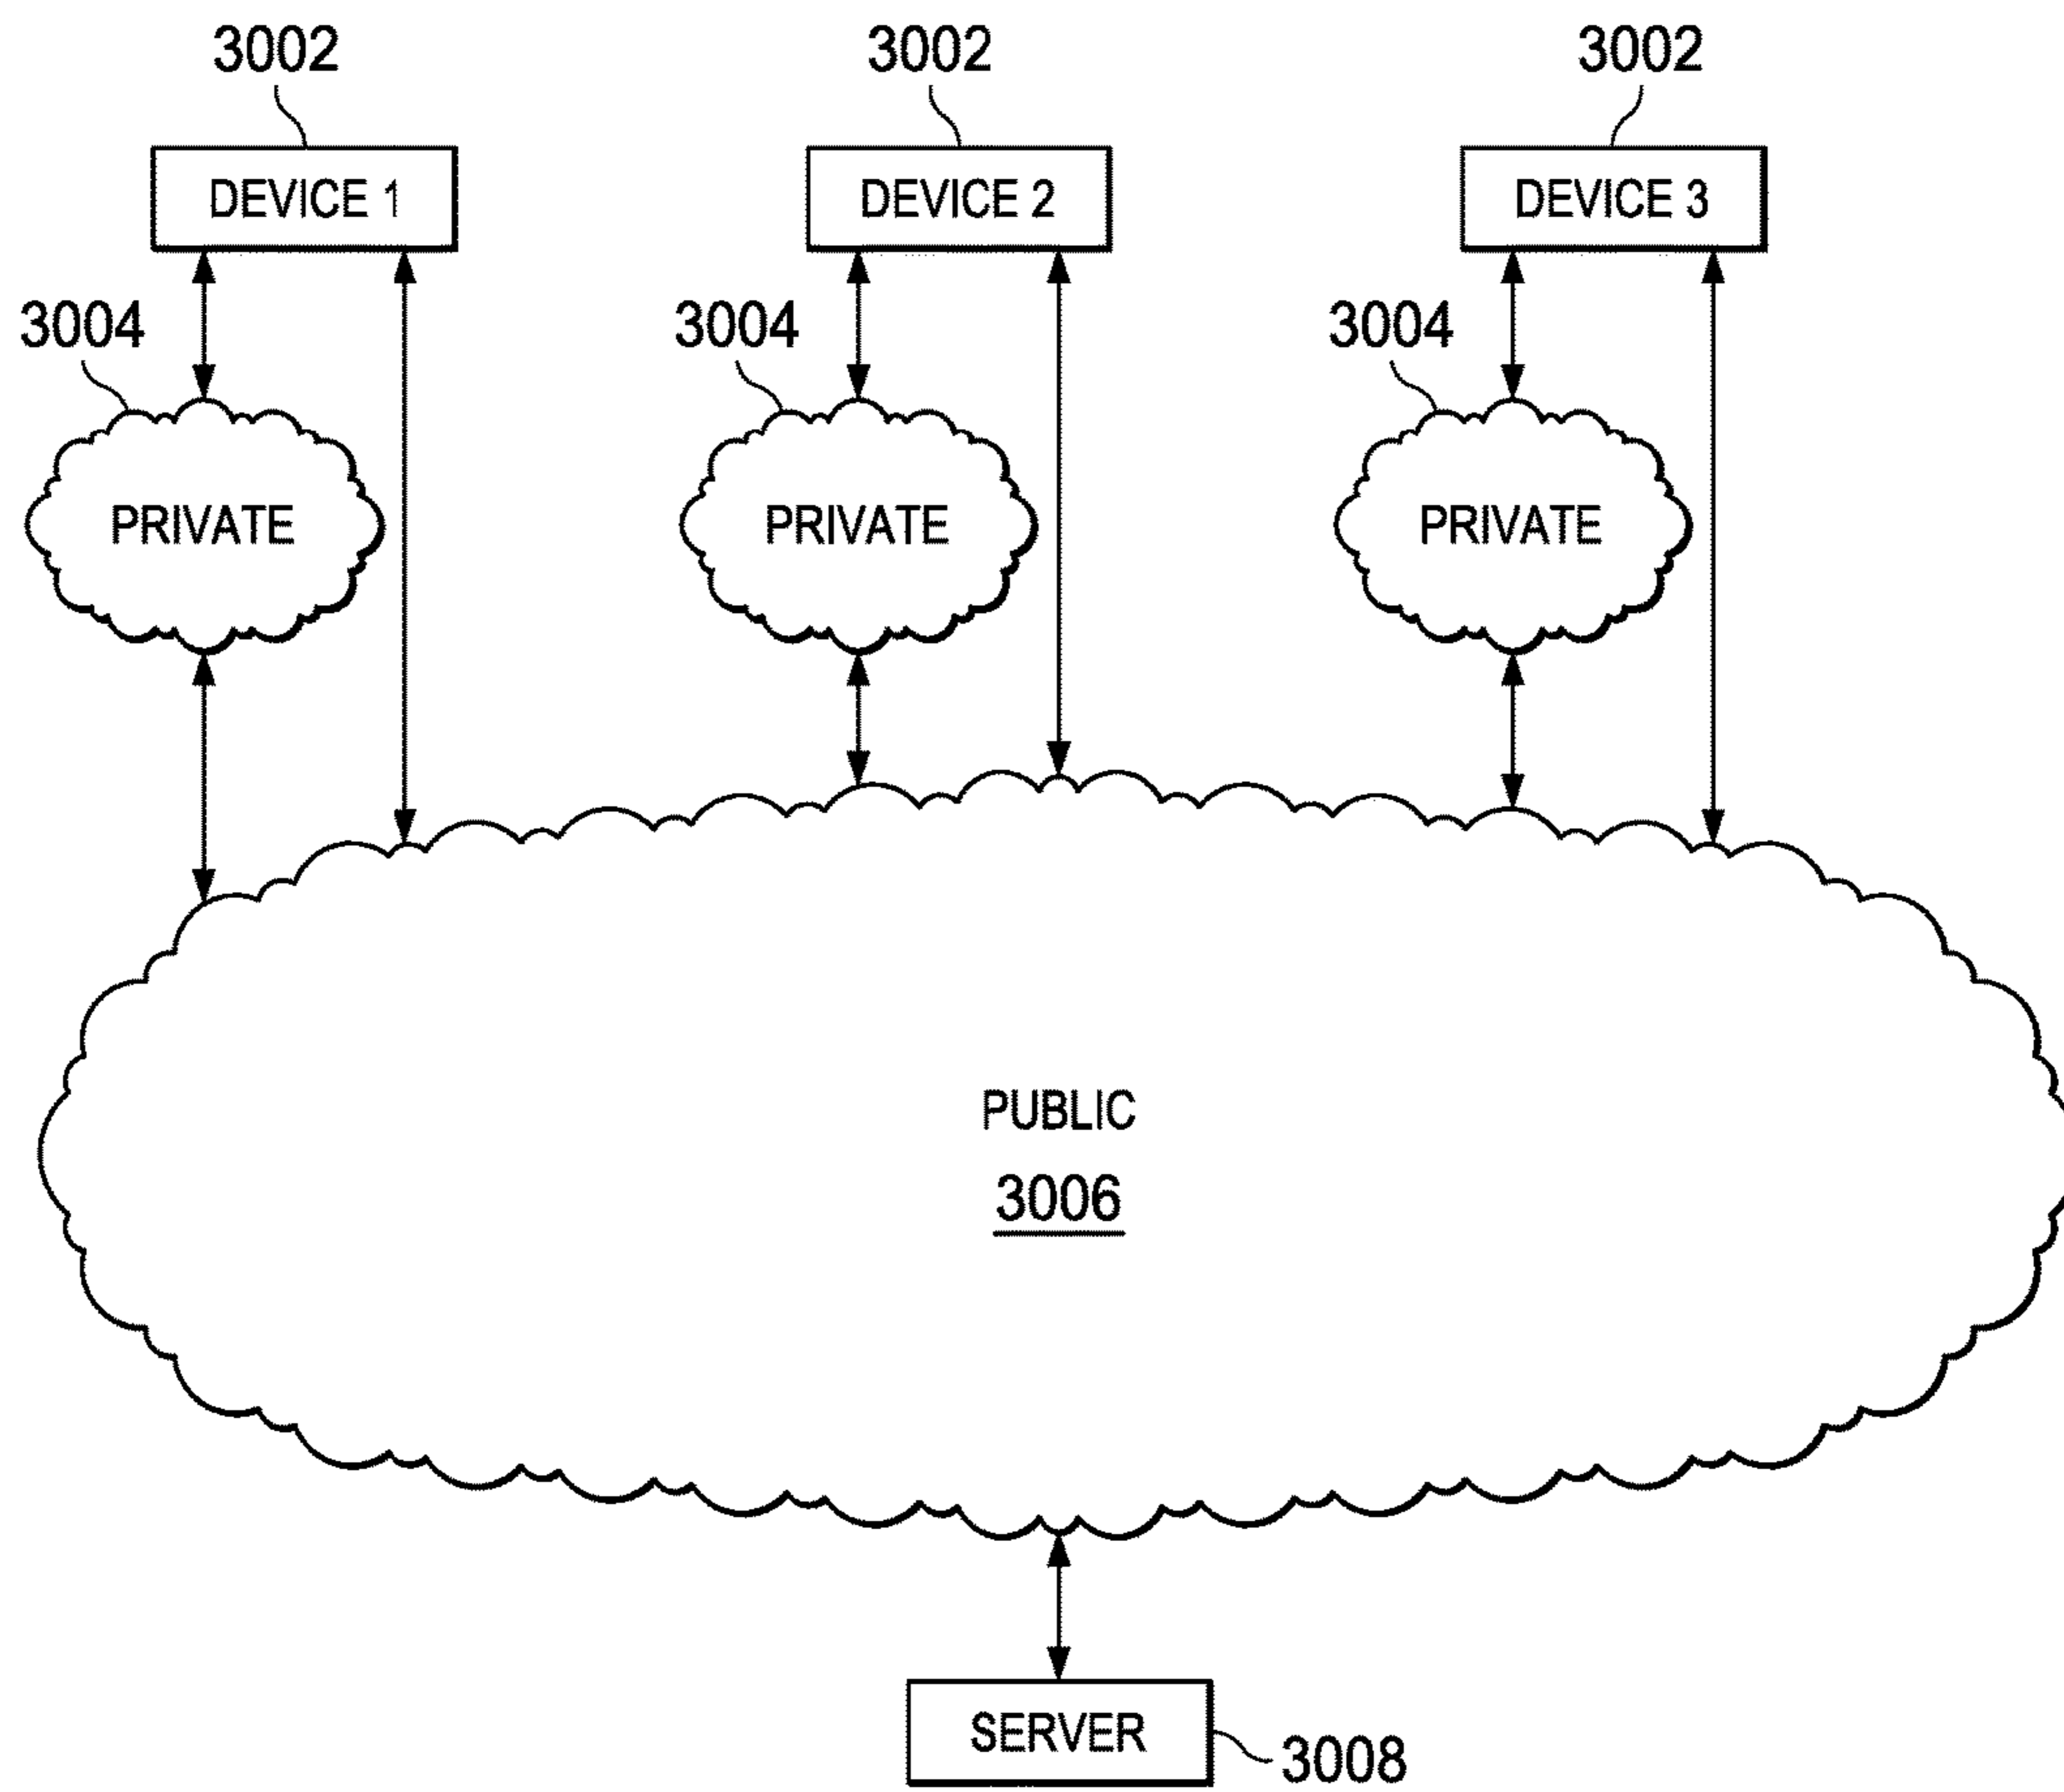 3002
3002
3002
DEVICE 1
DEVICE 2
DEVICE 3
3004
3004
3004
PRIVATE
PRIVATE
PRIVATE
PUBLIC
3006
SERVER
3008